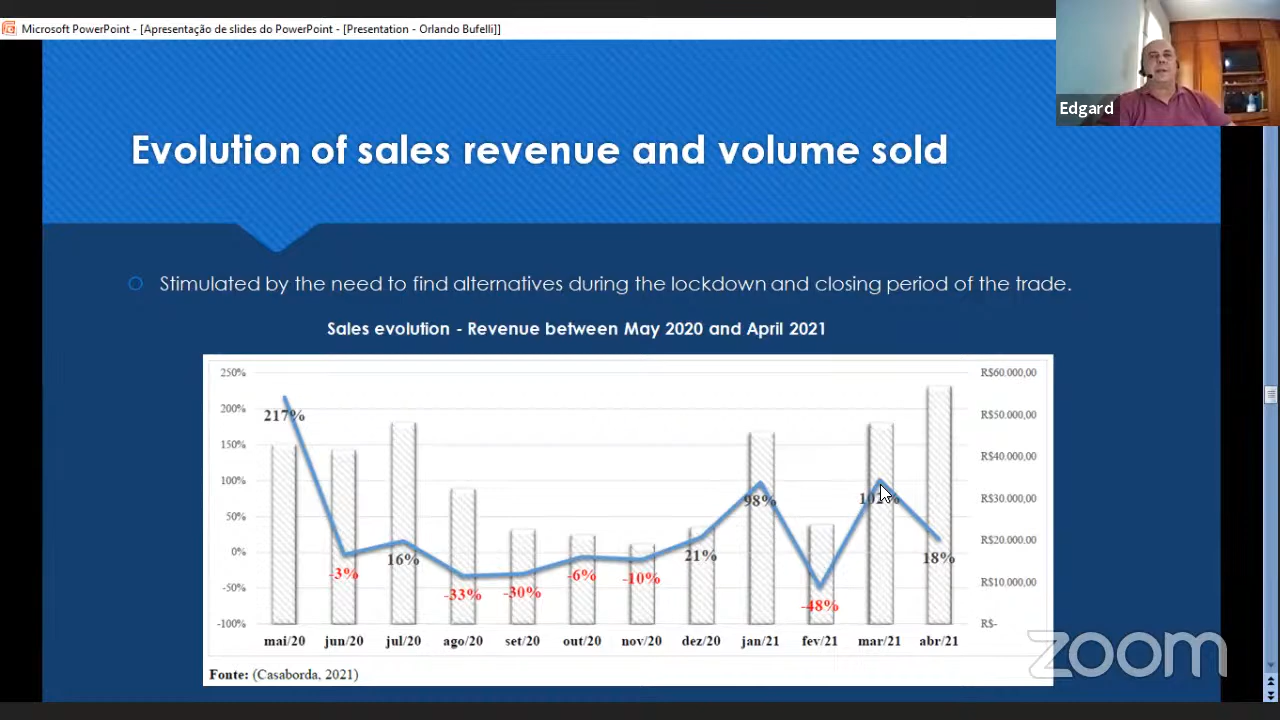 Microsoft PowerPoint - [Apresentação de slides do PowerPoint - [Presentation - Orlando Bufelli]]
Edgard
Evolution of sales revenue and volume sold
Stimulated by the need to find alternatives during the lockdown and closing period of the trade.
Sales evolution - Revenue between May 2020 and April 2021
250%
200%
150%
100%
50%
0%
-50%
-100%
217%
-3%
16%
-33%
-30%
-6%
-10%
21%
98%
-48%
18%
R$60.000,00
R$50.000,00
R$40.000,00
R$30.000,00
R$20.000,00
R$10.000,00
R$-
mai/20 jun/20 jul/20 ago/20 set/20 out/20 nov/20 dez/20 jan/21 fev/21 mar/21 abr/21
Fonte: (Casaborda, 2021)
zoom